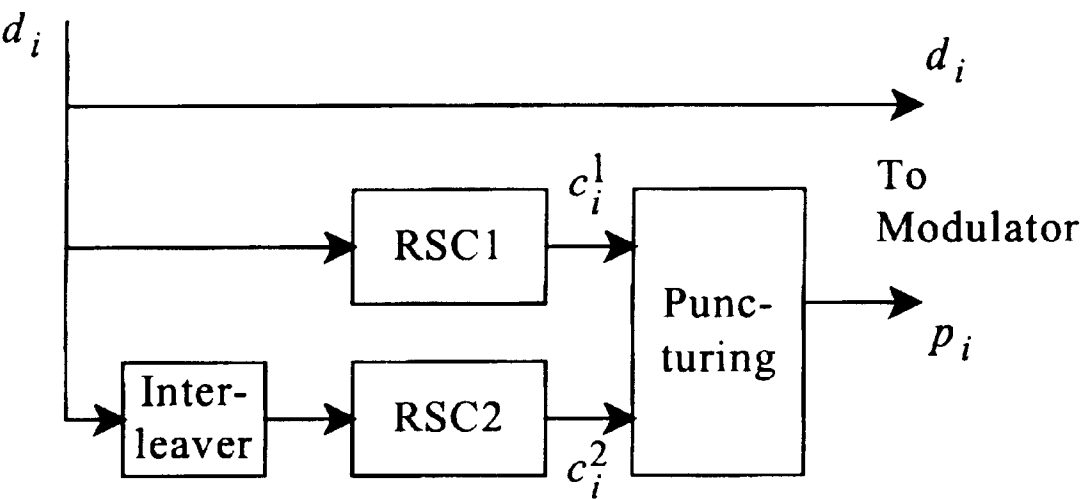 d_i
d_i
To
Modulator
c_i^1
RSC1
Punc-
turing
p_i
Inter-
leaver
RSC2
c_i^2